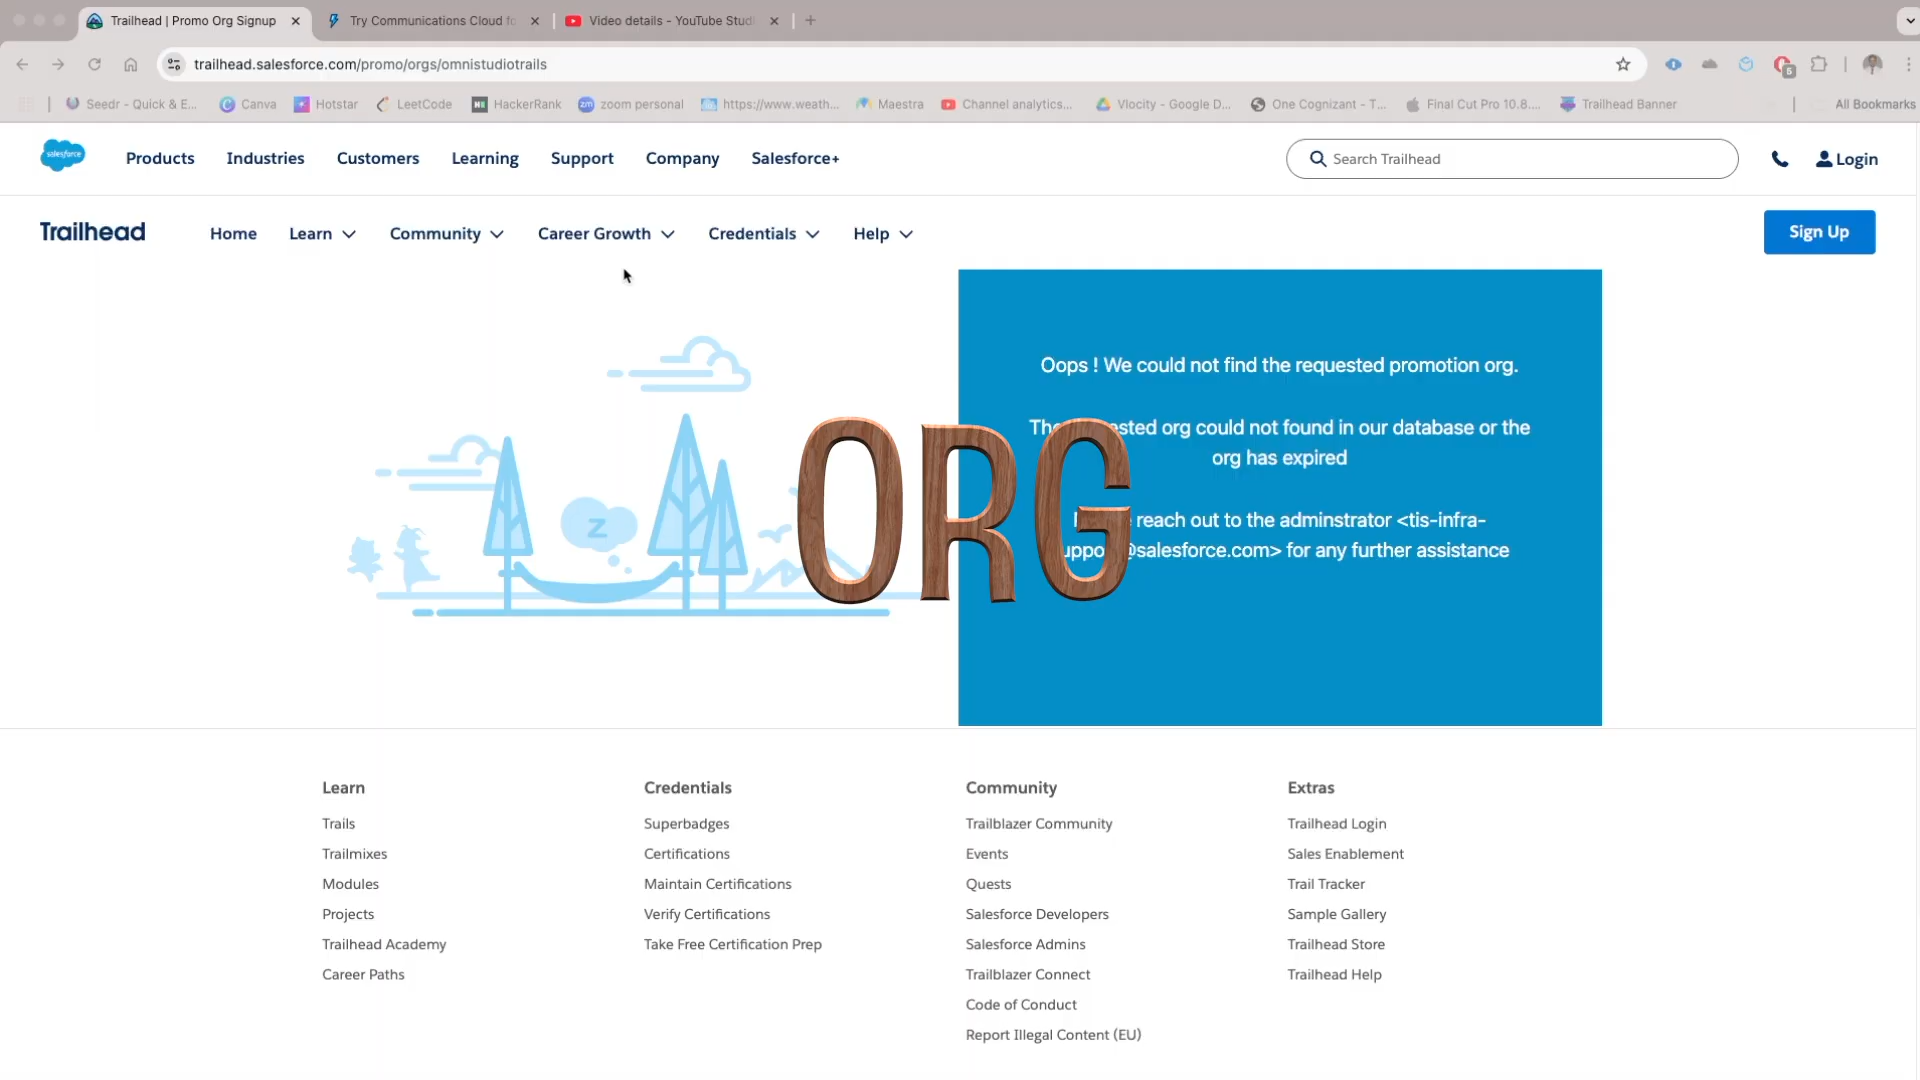 Trailhead | Promo Org Signup
Try Communications Cloud fo
Video details - YouTube Studi
trailhead.salesforce.com/promo/orgs/omnistudiotrails
5
Seedr - Quick & E...
Canva
Hotstar
LeetCode
HackerRank
zoom personal
https://www.weath...
Maestra
Channel analytics...
Vlocity - Google D...
One Cognizant - T...
Final Cut Pro 10.8....
Trailhead Banner
All Bookmarks
salesforce
Products
Industries
Customers
Learning
Support
Company
Salesforce+
Search Trailhead
Login
Trailhead
Home
Learn
Community
Career Growth
Credentials
Help
Sign Up
Oops ! We could not find the requested promotion org.
org could not found in our database or the
org has expired
reach out to the adminstrator <tis-infra-
@salesforce.com> for any further assistance
z
ORG
Learn
Trails
Trailmixes
Modules
Projects
Trailhead Academy
Career Paths
Credentials
Superbadges
Certifications
Maintain Certifications
Verify Certifications
Take Free Certification Prep
Community
Trailblazer Community
Events
Quests
Salesforce Developers
Salesforce Admins
Trailblazer Connect
Code of Conduct
Report Illegal Content (EU)
Extras
Trailhead Login
Sales Enablement
Trail Tracker
Sample Gallery
Trailhead Store
Trailhead Help